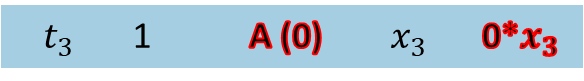 t₃ 1 A (0) x₃ 0*x₃